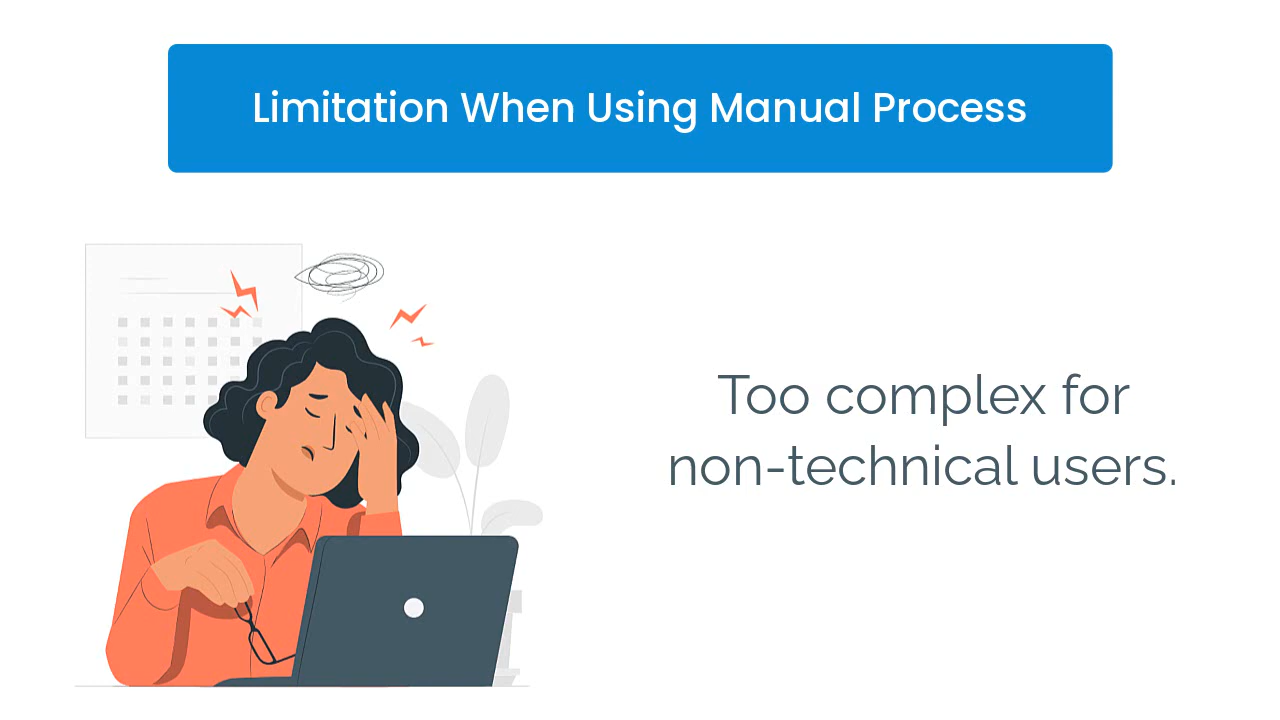 Limitation When Using Manual Process
Too complex for
non-technical users.